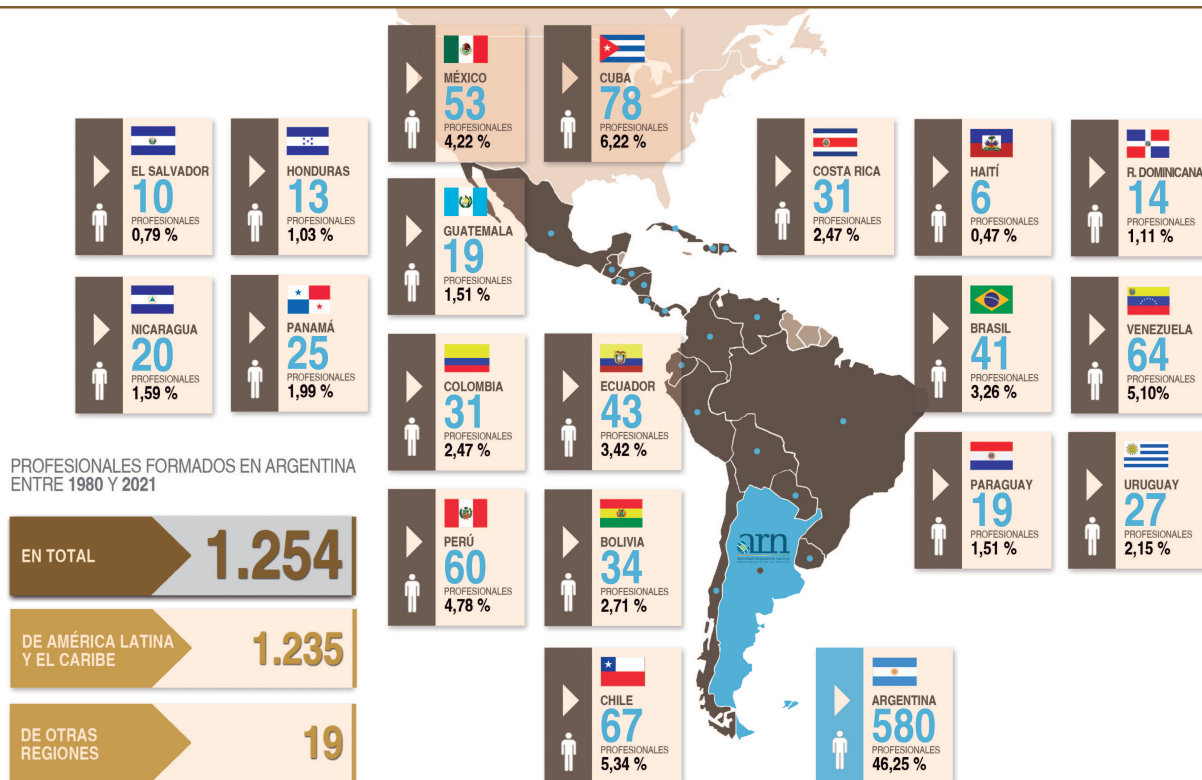 MÉXICO
53
PROFESIONALES
4,22 %
CUBA
78
PROFESIONALES
6,22 %
EL SALVADOR
10
PROFESIONALES
0,79 %
HONDURAS
13
PROFESIONALES
1,03 %
GUATEMALA
19
PROFESIONALES
1,51 %
COSTA RICA
31
PROFESIONALES
2,47 %
HAITÍ
6
PROFESIONALES
0,47 %
R. DOMINICANA
14
PROFESIONALES
1,11 %
NICARAGUA
20
PROFESIONALES
1,59 %
PANAMÁ
25
PROFESIONALES
1,99 %
COLOMBIA
31
PROFESIONALES
2,47 %
ECUADOR
43
PROFESIONALES
3,42 %
BRASIL
41
PROFESIONALES
3,26 %
VENEZUELA
64
PROFESIONALES
5,10%
PERÚ
60
PROFESIONALES
4,78 %
BOLIVIA
34
PROFESIONALES
2,71 %
PARAGUAY
19
PROFESIONALES
1,51 %
URUGUAY
27
PROFESIONALES
2,15 %
arn
CHILE
67
PROFESIONALES
5,34 %
ARGENTINA
580
PROFESIONALES
46,25 %
PROFESIONALES FORMADOS EN ARGENTINA
ENTRE 1980 Y 2021
EN TOTAL
1.254
DE AMÉRICA LATINA
Y EL CARIBE
1.235
DE OTRAS
REGIONES
19